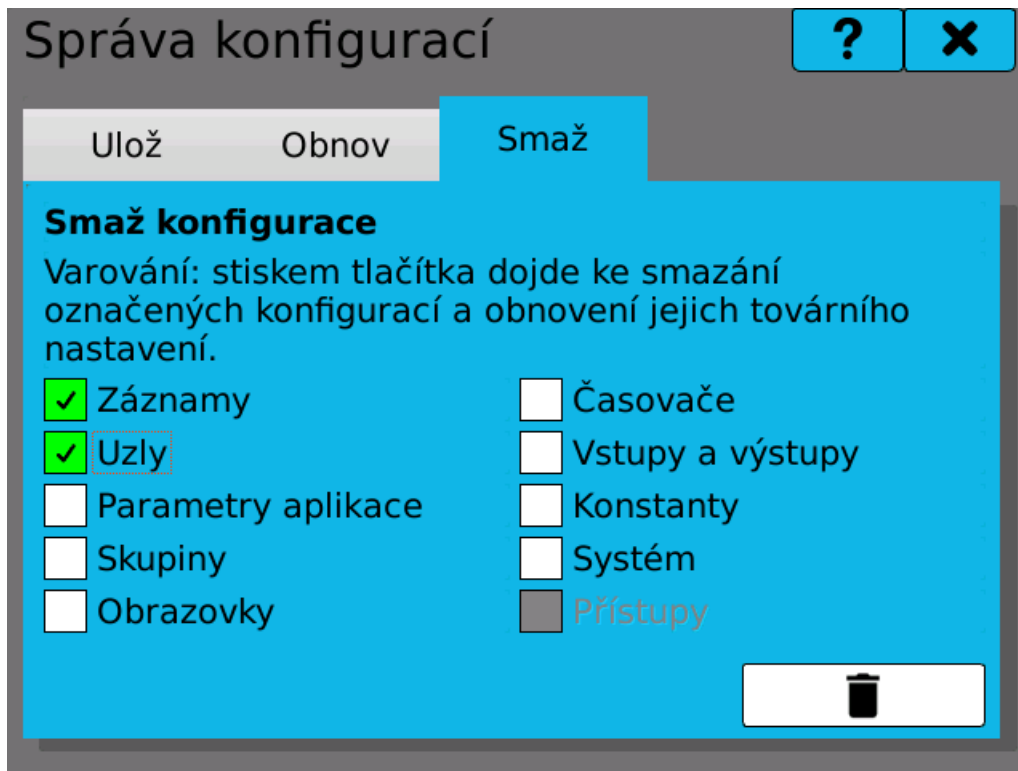 Správa konfigurací
?
Ulož
Obnov
Smaž
Smaž konfigurace
Varování: stiskem tlačítka dojde ke smazání
označených konfigurací a obnovení jejich továrního
nastavení.
Záznamy
Časovače
Uzly
Vstupy a výstupy
Parametry aplikace
Konstanty
Skupiny
Systém
Obrazovky
Přístupy